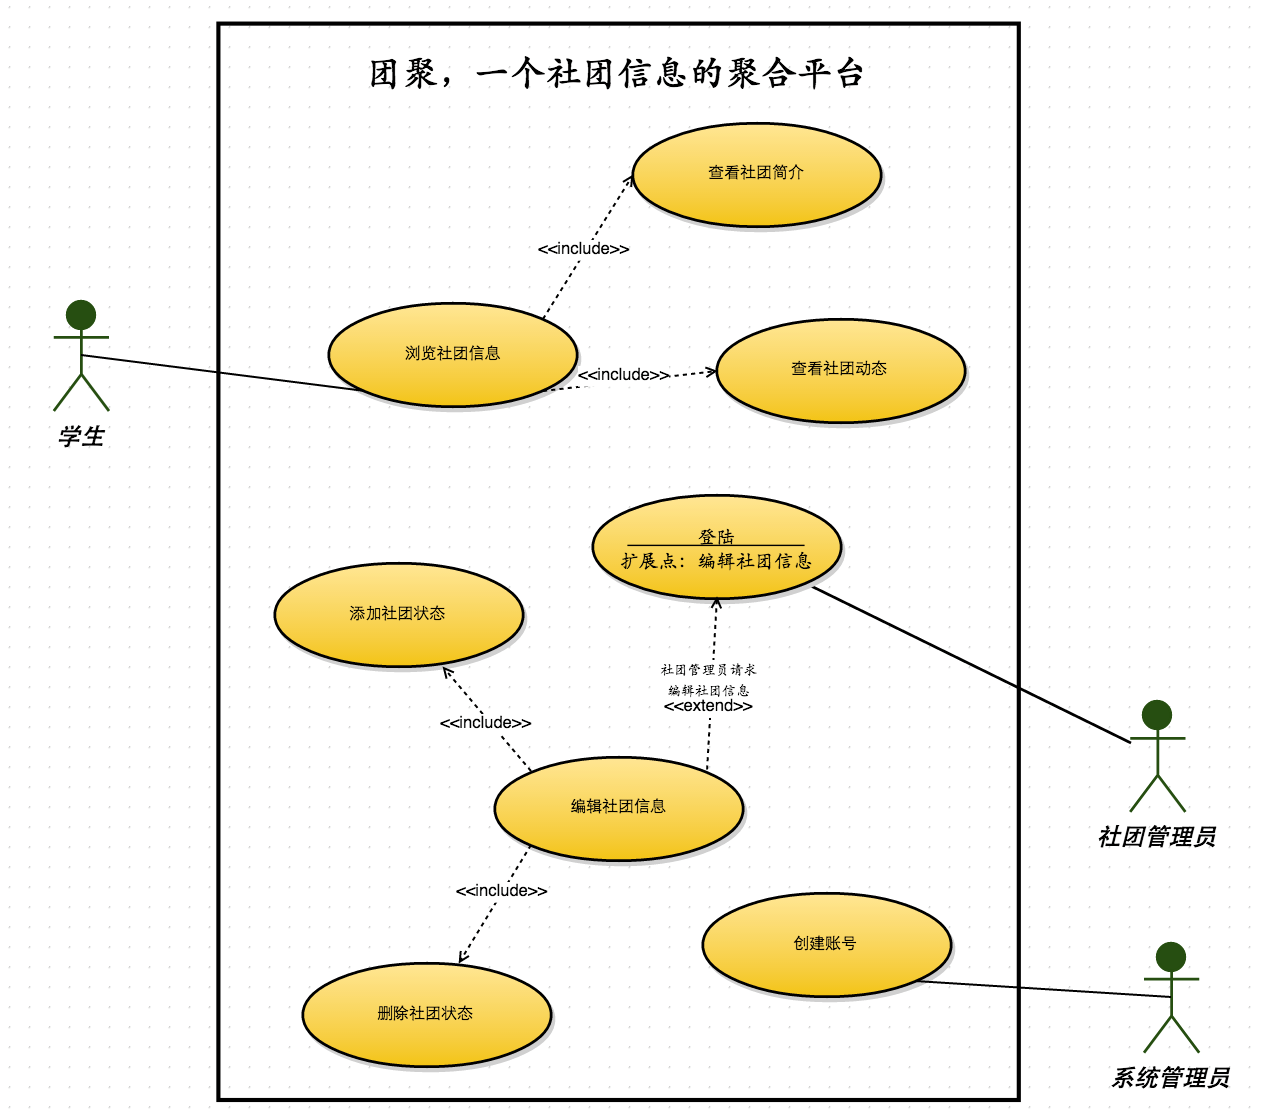 团聚，一个社团信息的聚合平台
查看社团简介
<<include>>
浏览社团信息
<<include>>
查看社团动态
学生
登陆
扩展点：编辑社团信息
添加社团状态
社团管理员请求
编辑社团信息
<<extend>>
<<include>>
编辑社团信息
社团管理员
<<include>>
创建账号
删除社团状态
系统管理员